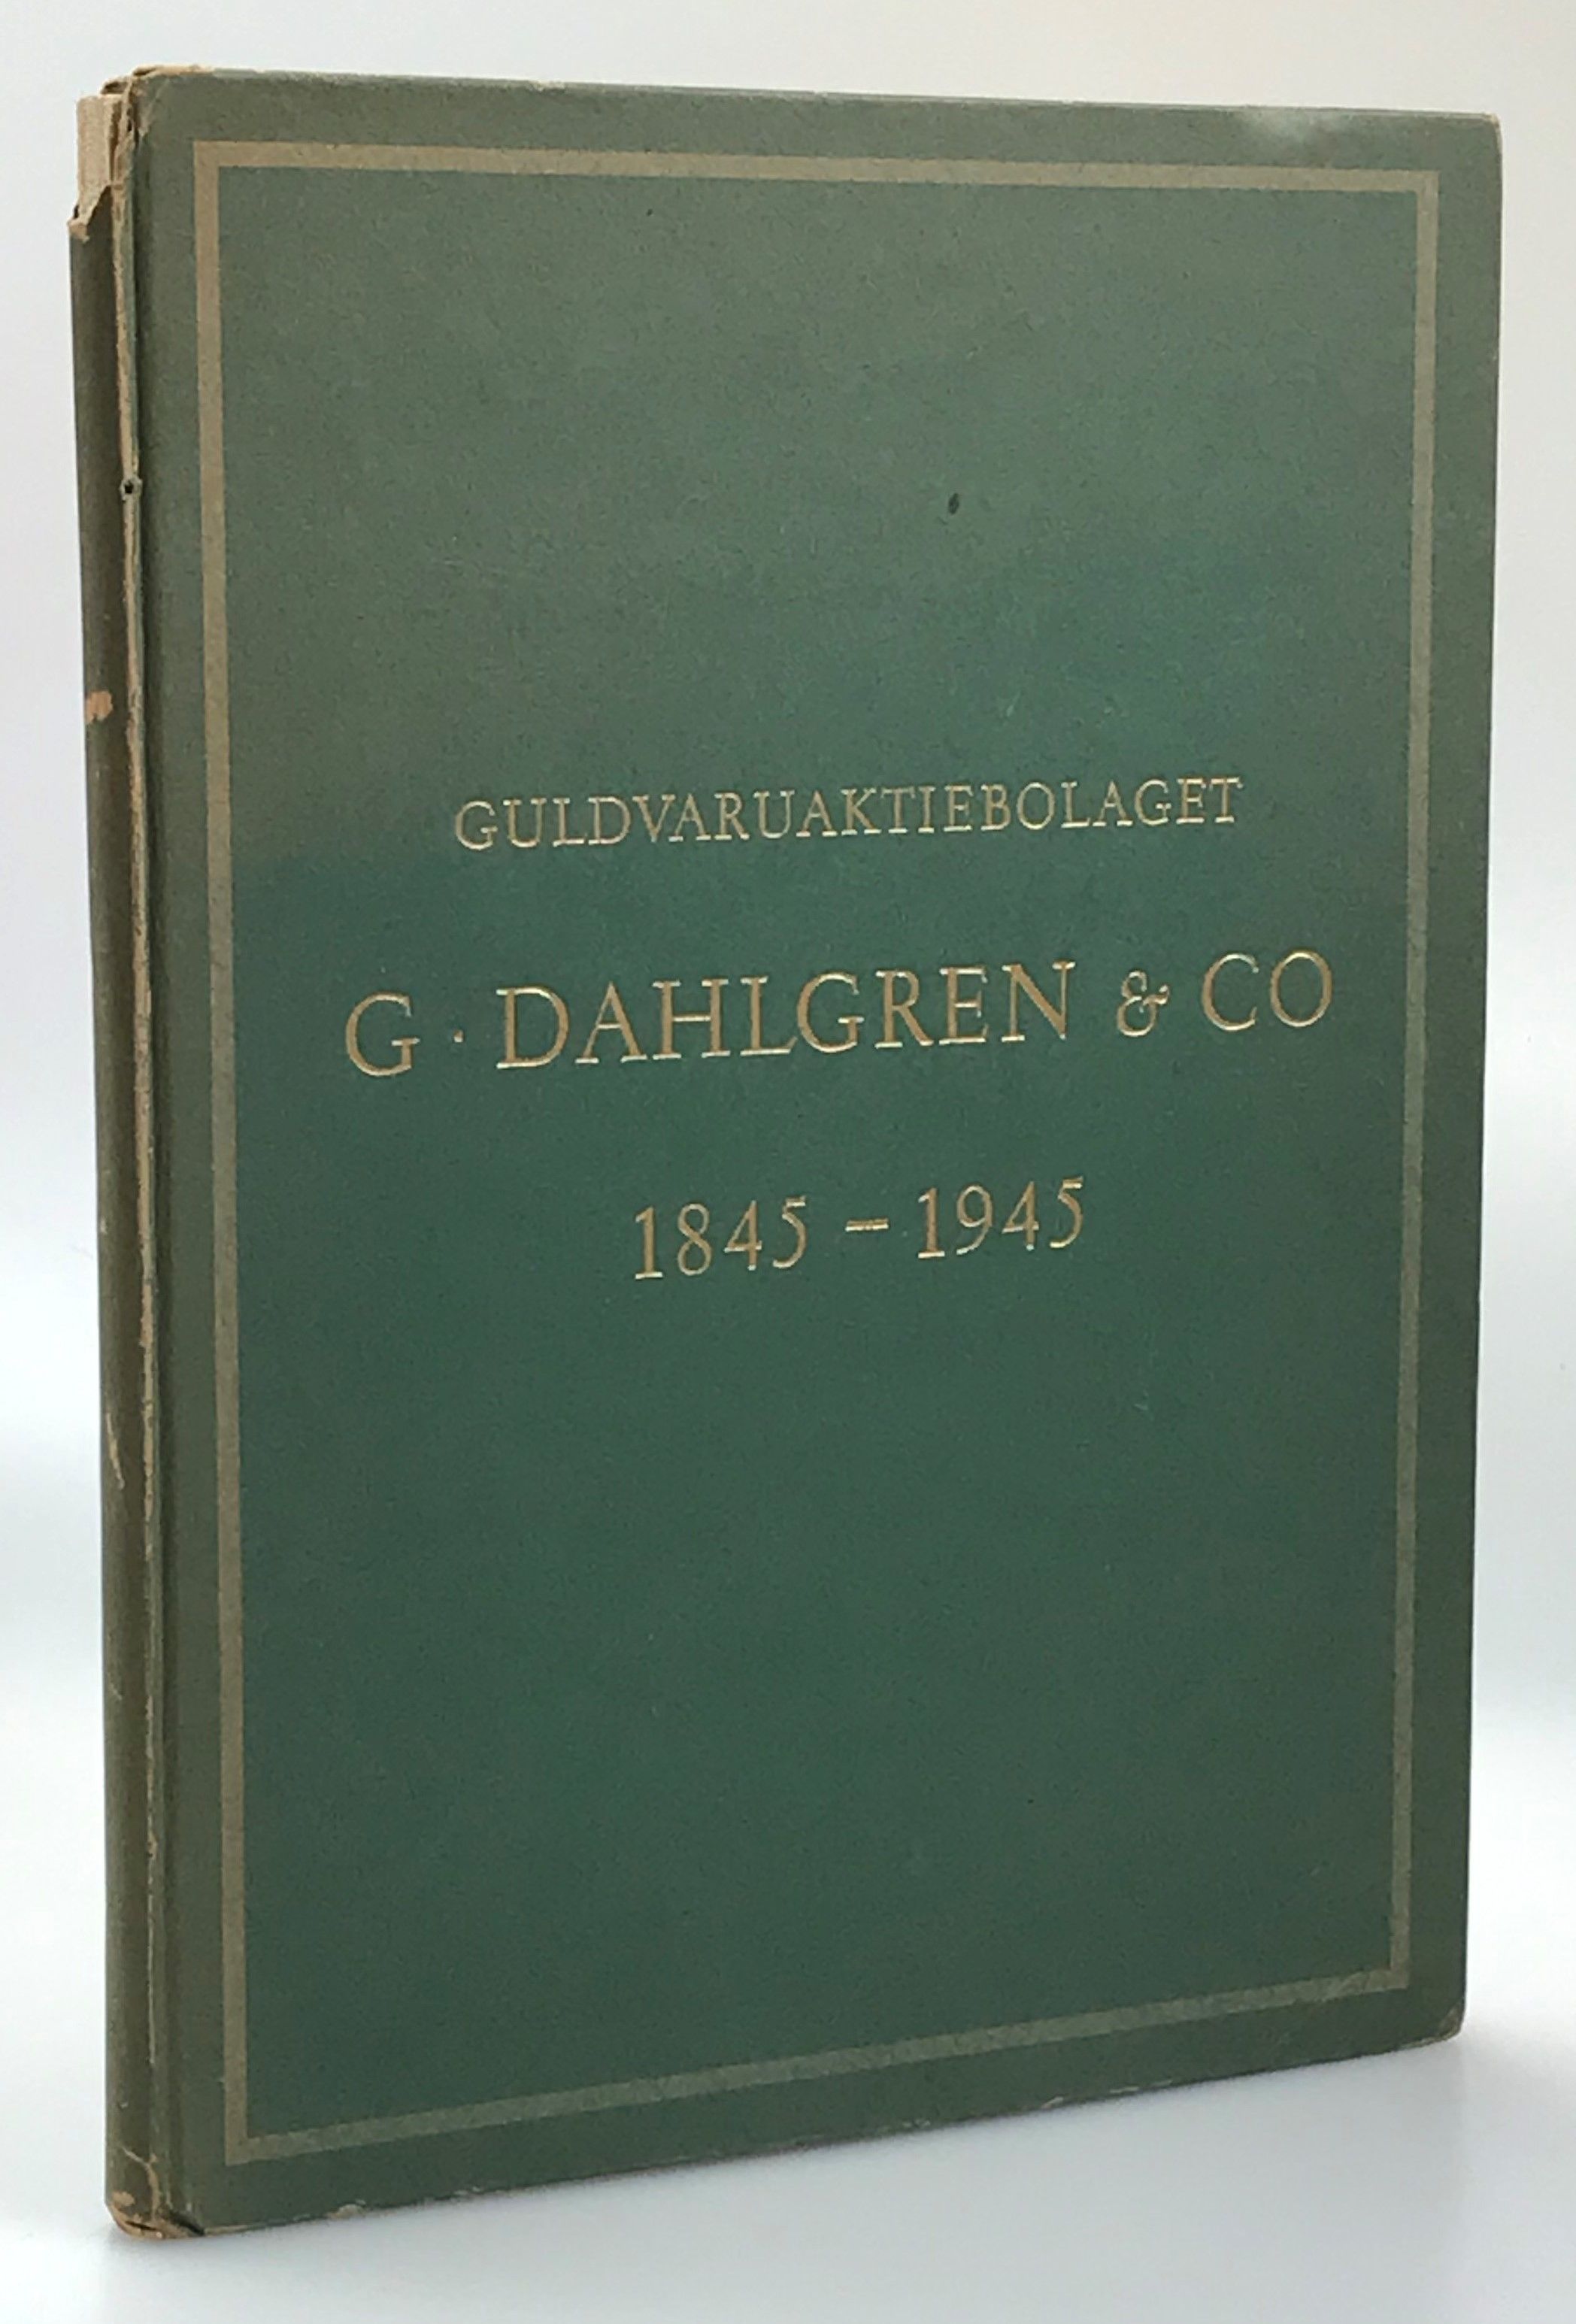 GULDVARUAKTIEBOLAGET
G · DAHLGREN & CO
1845 – 1945